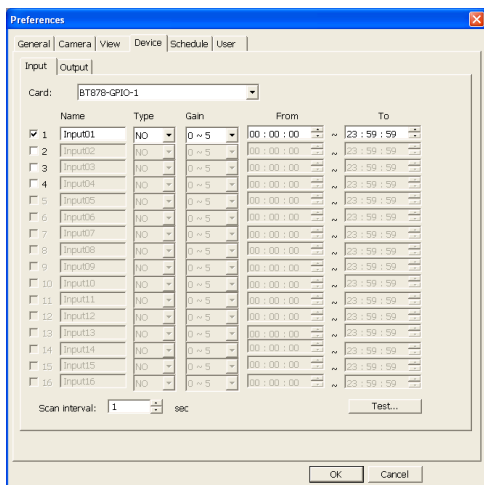 Preferences
General Camera View Device Schedule User
Input Output
Card: BT878-GPIO-1
Name Type Gain From To
1 Input01 NO 0 ~ 5 00 : 00 : 00 ~ 23 : 59 : 59
2 Input02 NO 0 ~ 5 00 : 00 : 00 ~ 23 : 59 : 59
3 Input03 NO 0 ~ 5 00 : 00 : 00 ~ 23 : 59 : 59
4 Input04 NO 0 ~ 5 00 : 00 : 00 ~ 23 : 59 : 59
5 Input05 NO 0 ~ 5 00 : 00 : 00 ~ 23 : 59 : 59
6 Input06 NO 0 ~ 5 00 : 00 : 00 ~ 23 : 59 : 59
7 Input07 NO 0 ~ 5 00 : 00 : 00 ~ 23 : 59 : 59
8 Input08 NO 0 ~ 5 00 : 00 : 00 ~ 23 : 59 : 59
9 Input09 NO 0 ~ 5 00 : 00 : 00 ~ 23 : 59 : 59
10 Input10 NO 0 ~ 5 00 : 00 : 00 ~ 23 : 59 : 59
11 Input11 NO 0 ~ 5 00 : 00 : 00 ~ 23 : 59 : 59
12 Input12 NO 0 ~ 5 00 : 00 : 00 ~ 23 : 59 : 59
13 Input13 NO 0 ~ 5 00 : 00 : 00 ~ 23 : 59 : 59
14 Input14 NO 0 ~ 5 00 : 00 : 00 ~ 23 : 59 : 59
15 Input15 NO 0 ~ 5 00 : 00 : 00 ~ 23 : 59 : 59
16 Input16 NO 0 ~ 5 00 : 00 : 00 ~ 23 : 59 : 59
Scan interval: 1 sec Test...
OK Cancel